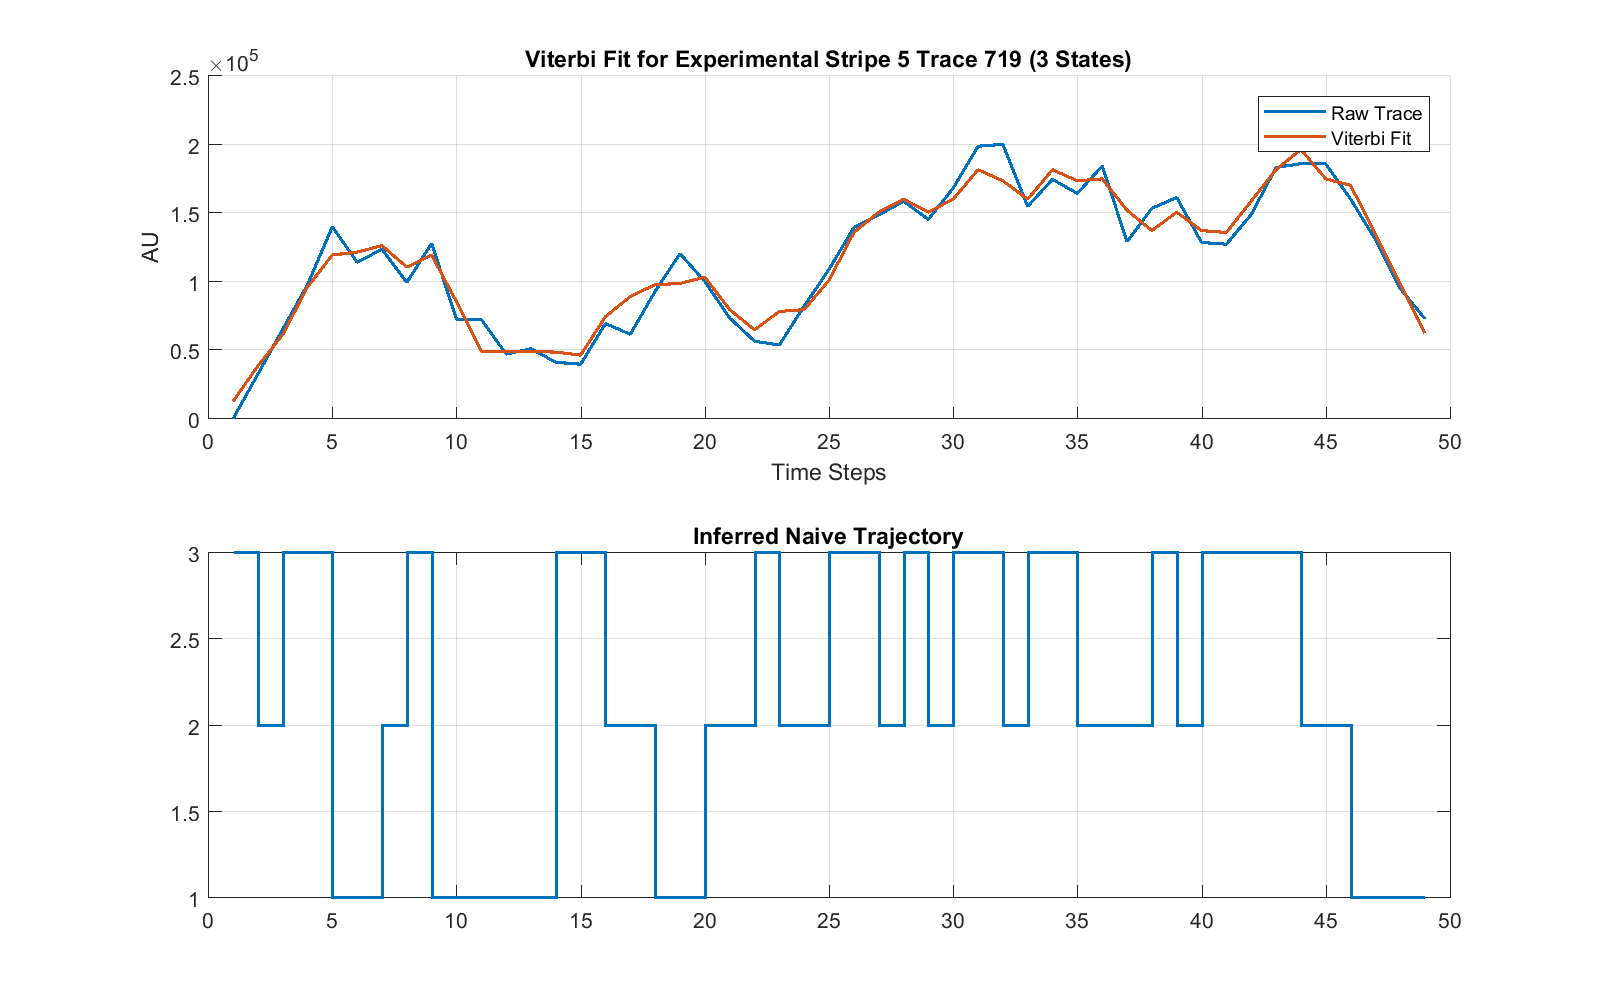 Viterbi Fit for Experimental Stripe 5 Trace 719 (3 States)
×10^5
2.5
2
1.5
1
0.5
0
AU
Raw Trace
Viterbi Fit
0 5 10 15 20 25 30 35 40 45 50
Time Steps
Inferred Naive Trajectory
3
2.5
2
1.5
1
0 5 10 15 20 25 30 35 40 45 50